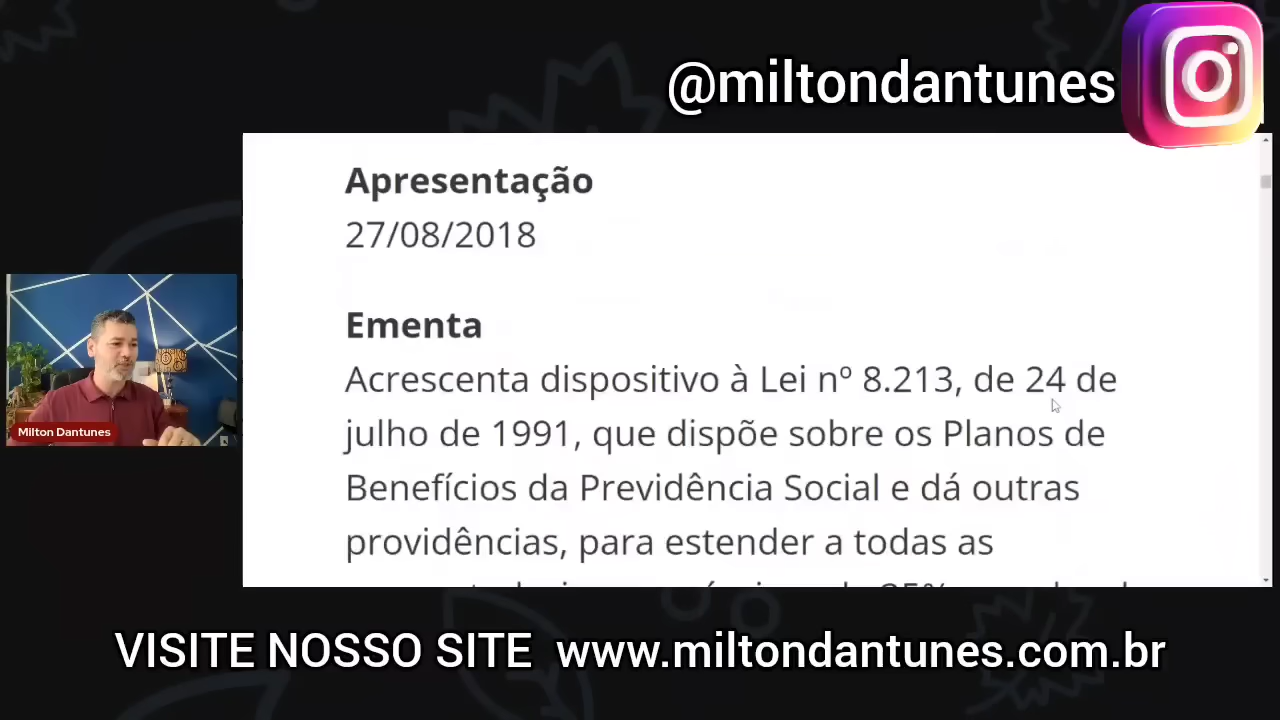 @miltondantunes
Apresentação
27/08/2018
Ementa
Acrescenta dispositivo à Lei nº 8.213, de 24 de
julho de 1991, que dispõe sobre os Planos de
Benefícios da Previdência Social e dá outras
providências, para estender a todas as
Milton Dantunes
VISITE NOSSO SITE www.miltondantunes.com.br